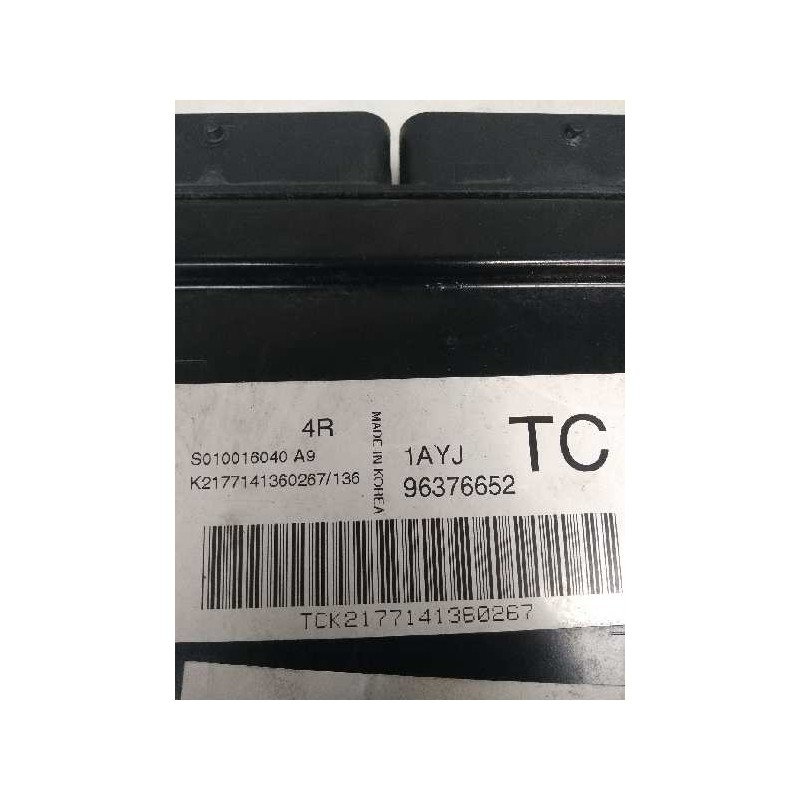 4R
S010016040 A9
K2177141360267/136
MADE IN KOREA
1AYJ
96376652
TC
TCK2177141360267